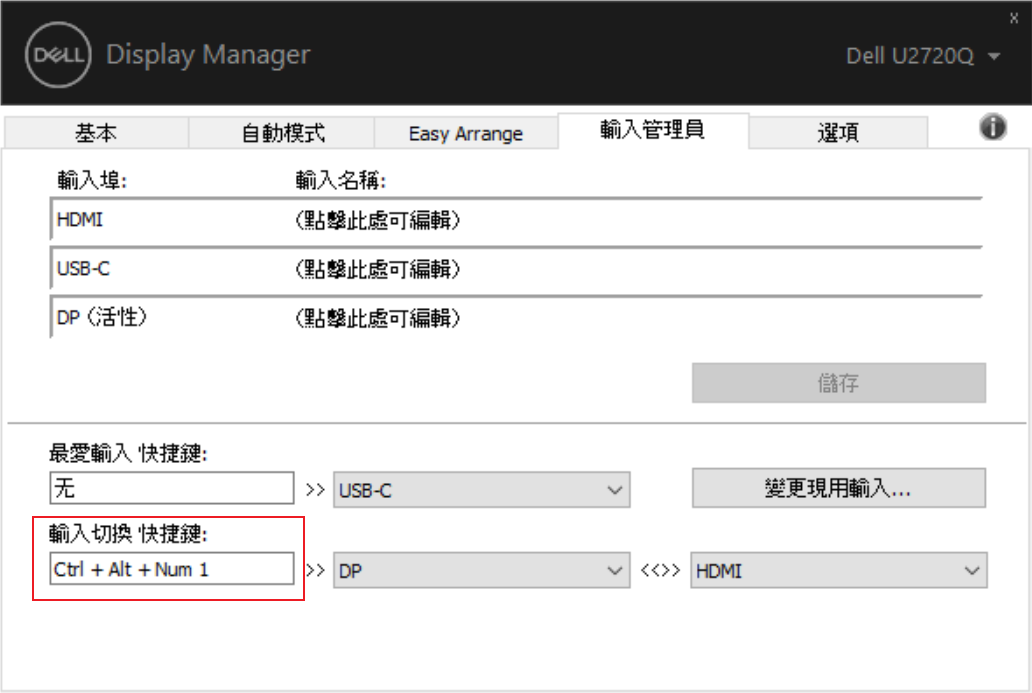 x
DELL Display Manager Dell U2720Q
基本 自動模式 Easy Arrange 輸入管理員 選項 i
輸入埠: 輸入名稱:
HDMI (點擊此處可編輯)
USB-C (點擊此處可編輯)
DP (活性) (點擊此處可編輯)
儲存
最愛輸入 快捷鍵:
无 >> USB-C 變更現用輸入...
輸入切換 快捷鍵:
Ctrl + Alt + Num 1 >> DP <<>> HDMI